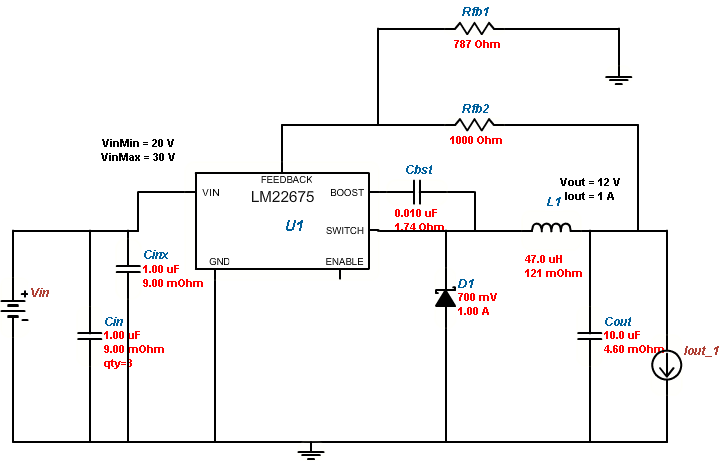 Rfb1
787 Ohm
Rfb2
1000 Ohm
VinMin = 20 V
VinMax = 30 V
FEEDBACK
VIN
LM22675
BOOST
U1
SWITCH
GND
ENABLE
Cbst
0.010 uF
1.74 Ohm
Vout = 12 V
Iout = 1 A
L1
47.0 uH
121 mOhm
Cinx
1.00 uF
9.00 mOhm
+
Vin
-
Cin
1.00 uF
9.00 mOhm
qty=3
D1
700 mV
1.00 A
Cout
10.0 uF
4.60 mOhm
Iout_1